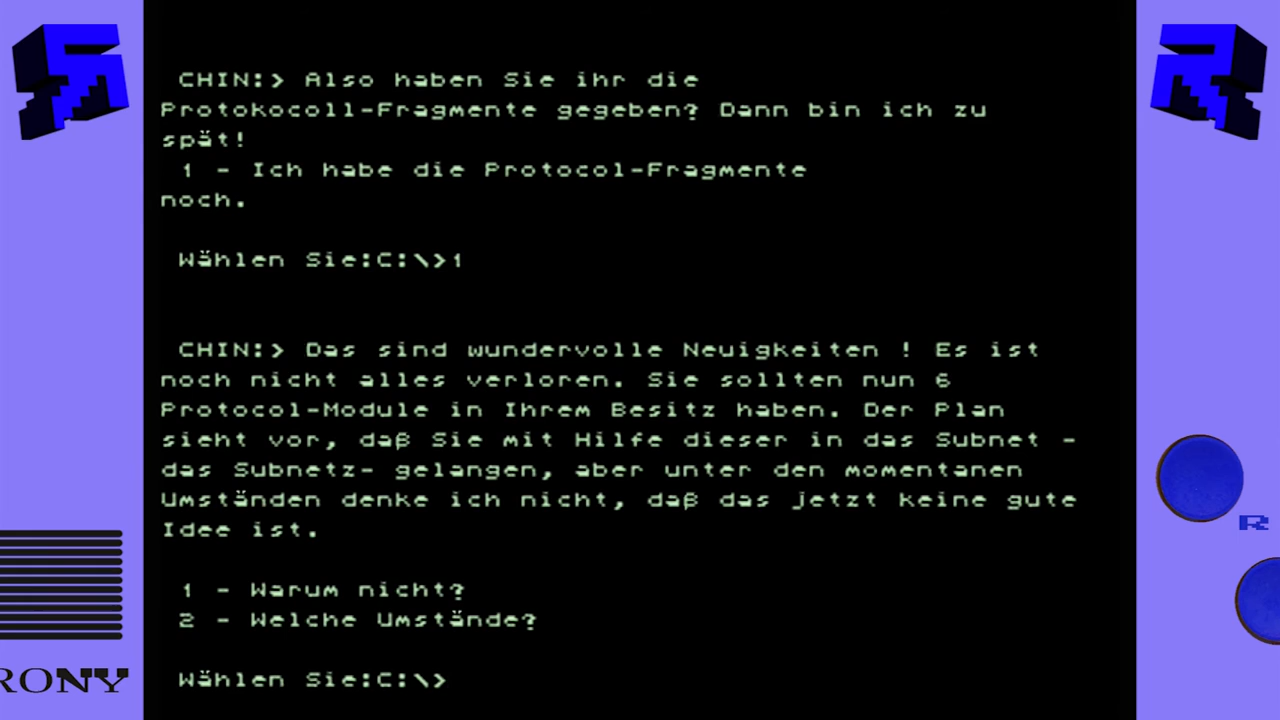 CHIN:> Also haben Sie ihr die
Protokocoll-Fragmente gegeben? Dann bin ich zu
spät!
1 - Ich habe die Protocol-Fragmente
noch.
Wählen Sie:C:\>1
CHIN:> Das sind wundervolle Neuigkeiten ! Es ist
noch nicht alles verloren. Sie sollten nun 6
Protocol-Module in Ihrem Besitz haben. Der Plan
sieht vor, daß Sie mit Hilfe dieser in das Subnet -
das Subnetz- gelangen, aber unter den momentanen
Umständen denke ich nicht, daß das jetzt keine gute
Idee ist.
1 - Warum nicht?
2 - Welche Umstände?
Wählen Sie:C:\>
RONY
R